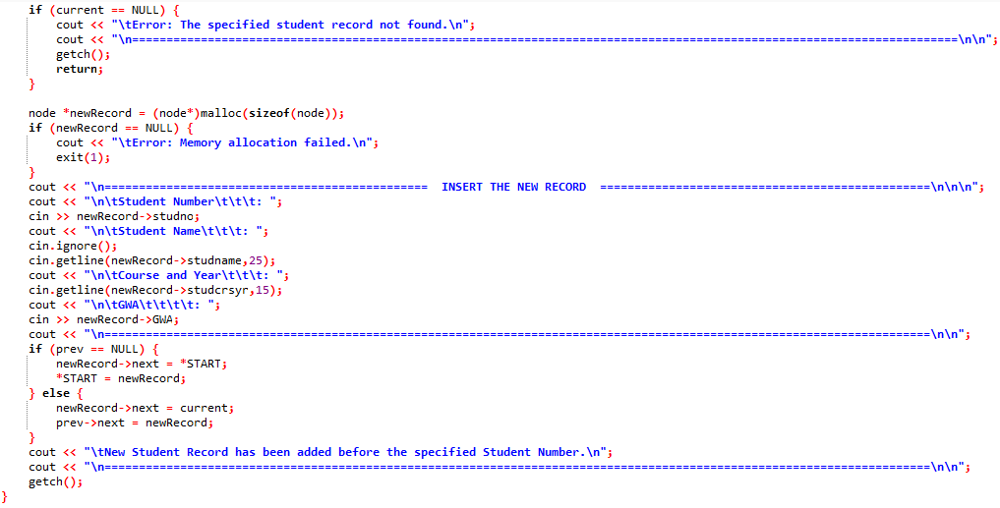 if (current == NULL) {
    cout << "\tError: The specified student record not found.\n";
    cout << "\n========================================================================================================================\n\n";
    getch();
    return;
}

node *newRecord = (node*)malloc(sizeof(node));
if (newRecord == NULL) {
    cout << "\tError: Memory allocation failed.\n";
    exit(1);
}
cout << "\n===============================================  INSERT THE NEW RECORD  ================================================\n\n\n";
cout << "\n\tStudent Number\t\t\t: ";
cin >> newRecord->studno;
cout << "\n\tStudent Name\t\t\t: ";
cin.ignore();
cin.getline(newRecord->studname,25);
cout << "\n\tCourse and Year\t\t\t: ";
cin.getline(newRecord->studcrsyr,15);
cout << "\n\tGWA\t\t\t\t: ";
cin >> newRecord->GWA;
cout << "\n========================================================================================================================\n\n";
if (prev == NULL) {
    newRecord->next = *START;
    *START = newRecord;
} else {
    newRecord->next = current;
    prev->next = newRecord;
}
cout << "\tNew Student Record has been added before the specified Student Number.\n";
cout << "\n========================================================================================================================\n\n";
getch();
}